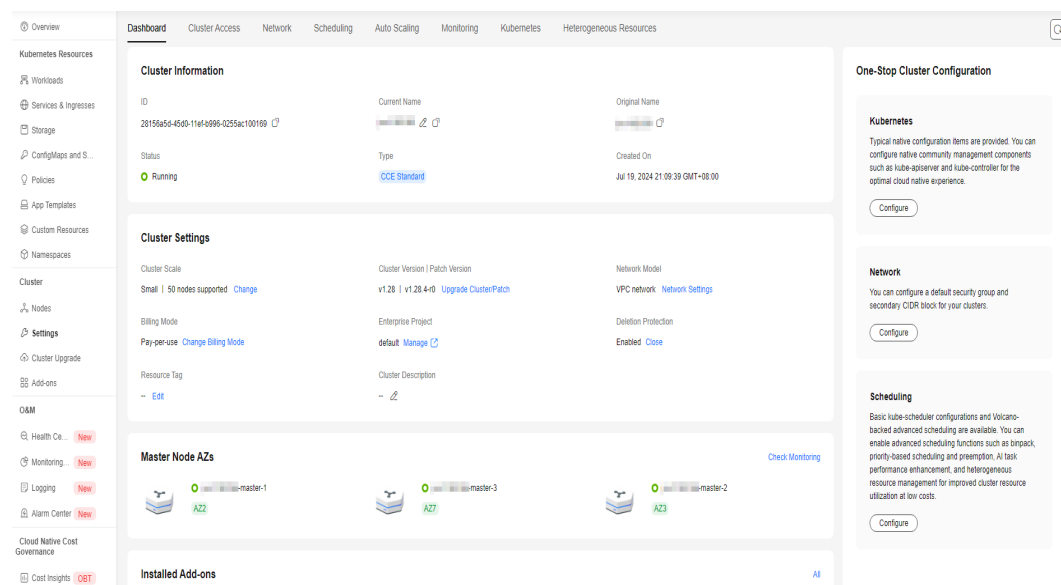 Overview
Kubernetes Resources
Workloads
Services & Ingresses
Storage
ConfigMaps and S...
Policies
App Templates
Custom Resources
Namespaces
Cluster
Nodes
Settings
Cluster Upgrade
Add-ons
O&M
Health Ce... New
Monitoring... New
Logging New
Alarm Center New
Cloud Native Cost
Governance
Cost Insights OBT
Dashboard Cluster Access Network Scheduling Auto Scaling Monitoring Kubernetes Heterogeneous Resources
Cluster Information
ID Current Name Original Name
28156a5d-45d0-11ef-b996-0255ac100169
Status Type Created On
Running CCE Standard Jul 19, 2024 21:09:39 GMT+08:00
Cluster Settings
Cluster Scale Cluster Version | Patch Version Network Model
Small | 50 nodes supported Change v1.28 | v1.28.4-r0 Upgrade Cluster/Patch VPC network Network Settings
Billing Mode Enterprise Project Deletion Protection
Pay-per-use Change Billing Mode default Manage Enabled Close
Resource Tag Cluster Description
-- Edit --
Master Node AZs Check Monitoring
-master-1 -master-3 -master-2
AZ2 AZ7 AZ3
Installed Add-ons All
One-Stop Cluster Configuration
Kubernetes
Typical native configuration items are provided. You can
configure native community management components
such as kube-apiserver and kube-controller for the
optimal cloud native experience.
Configure
Network
You can configure a default security group and
secondary CIDR block for your clusters.
Configure
Scheduling
Basic kube-scheduler configurations and Volcano-
backed advanced scheduling are available. You can
enable advanced scheduling functions such as binpack,
priority-based scheduling and preemption, AI task
performance enhancement, and heterogeneous
resource management for improved cluster resource
utilization at low costs.
Configure